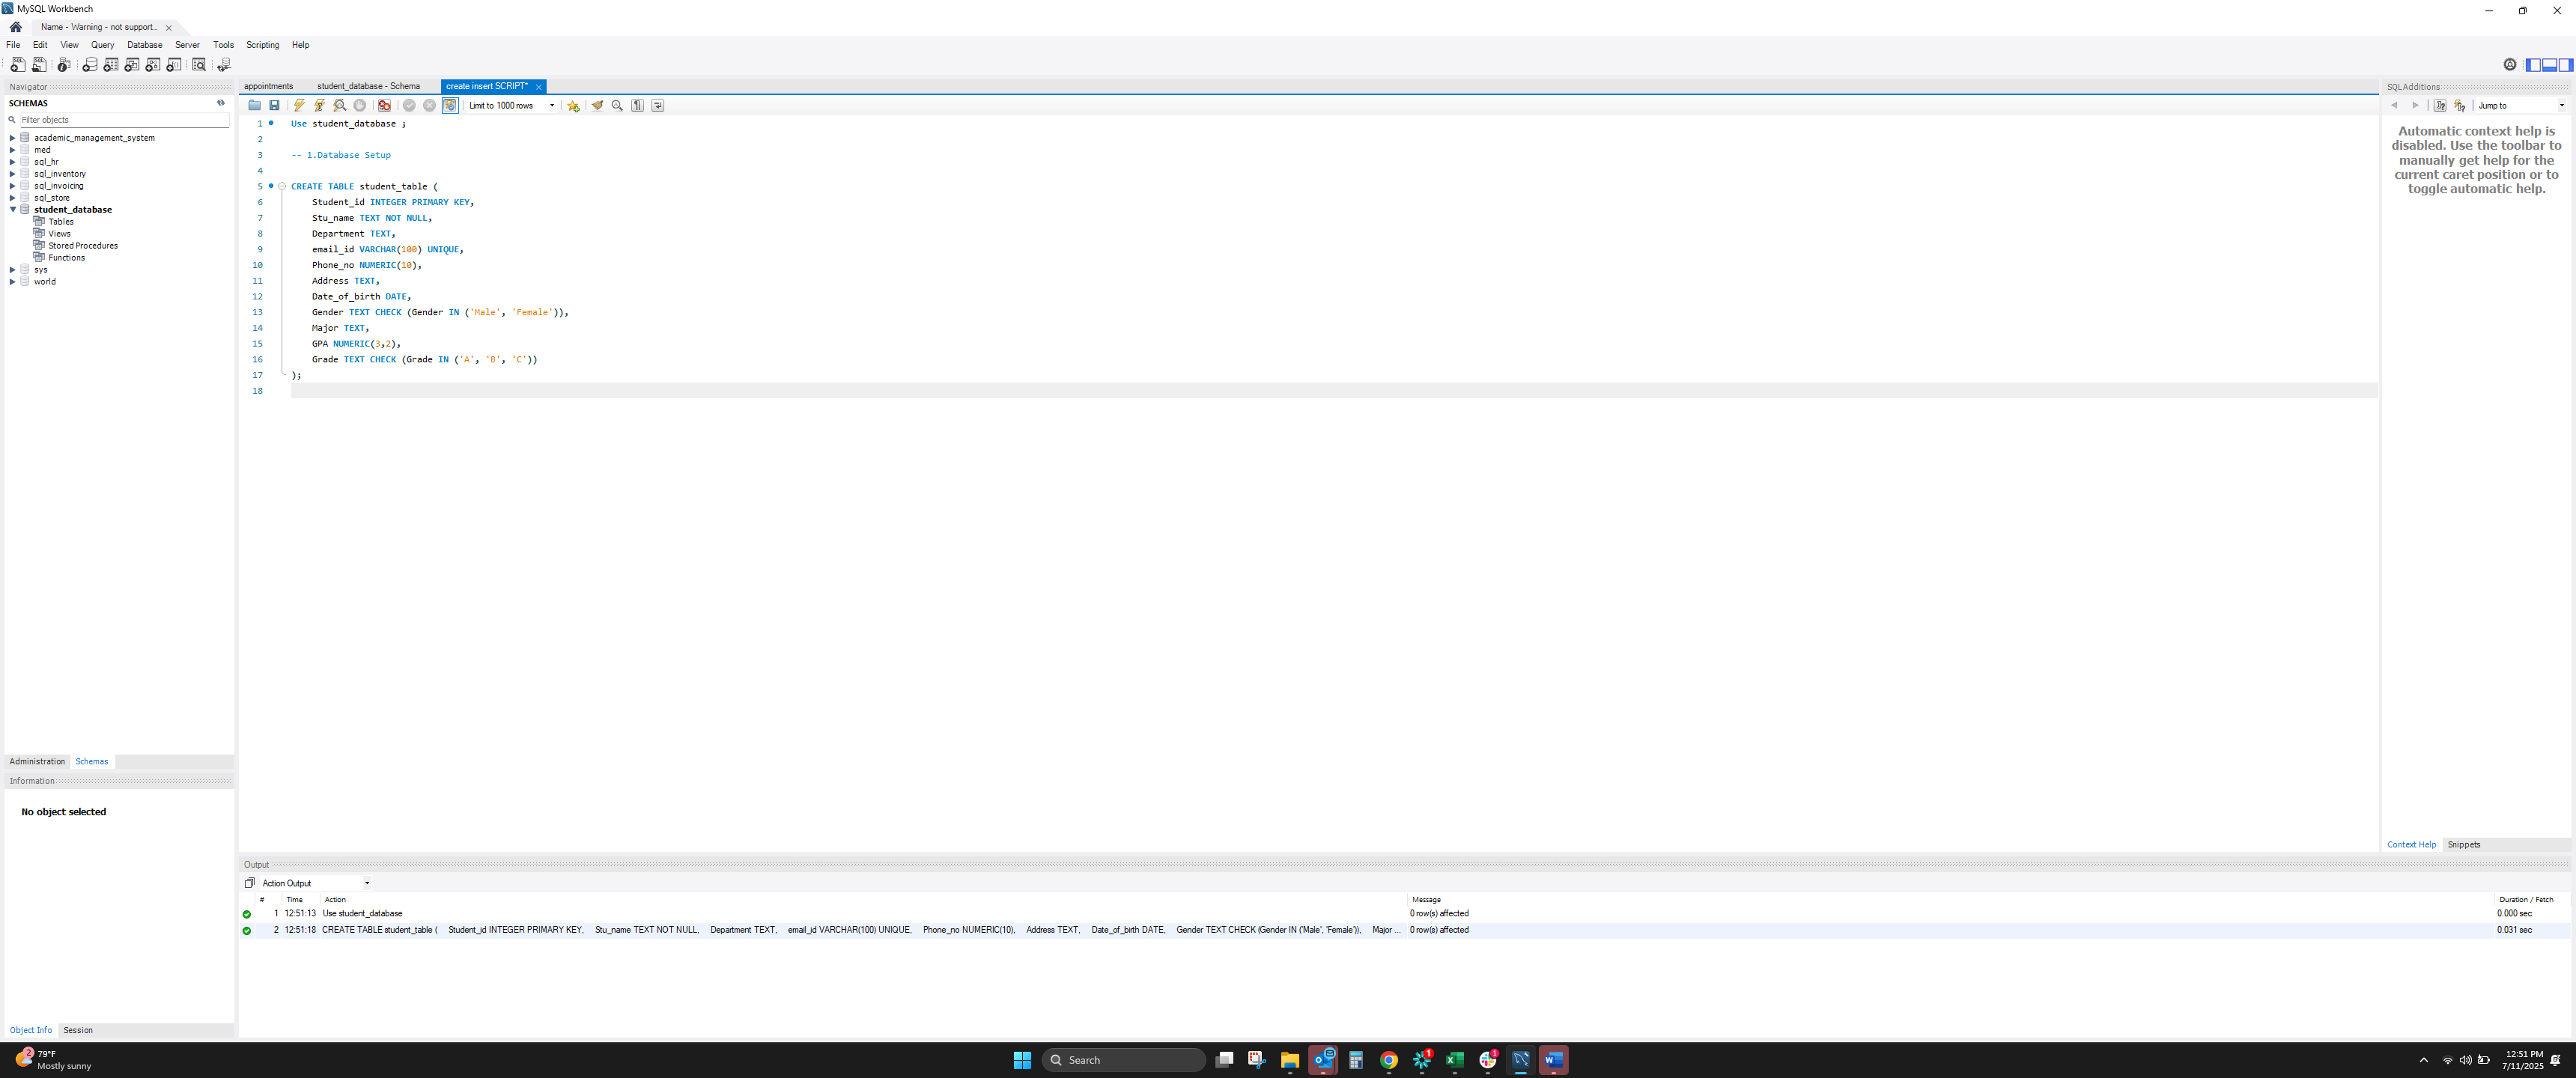 MySQL Workbench
Name - Warning - not support...
File Edit View Query Database Server Tools Scripting Help
Navigator
SCHEMAS
Filter objects
academic_management_system
med
sql_hr
sql_inventory
sql_invoicing
sql_store
student_database
Tables
Views
Stored Procedures
Functions
sys
world
Administration Schemas
Information
No object selected
Object Info Session
appointments student_database - Schema create insert SCRIPT*
Limit to 1000 rows
1 Use student_database ;
2
3 -- 1.Database Setup
4
5 CREATE TABLE student_table (
6 Student_id INTEGER PRIMARY KEY,
7 Stu_name TEXT NOT NULL,
8 Department TEXT,
9 email_id VARCHAR(100) UNIQUE,
10 Phone_no NUMERIC(10),
11 Address TEXT,
12 Date_of_birth DATE,
13 Gender TEXT CHECK (Gender IN ('Male', 'Female')),
14 Major TEXT,
15 GPA NUMERIC(3,2),
16 Grade TEXT CHECK (Grade IN ('A', 'B', 'C'))
17 );
18
SQLAdditions
Jump to
Automatic context help is
disabled. Use the toolbar to
manually get help for the
current caret position or to
toggle automatic help.
Context Help Snippets
Output
Action Output
# Time Action Message Duration / Fetch
1 12:51:13 Use student_database 0 row(s) affected 0.000 sec
2 12:51:18 CREATE TABLE student_table ( Student_id INTEGER PRIMARY KEY, Stu_name TEXT NOT NULL, Department TEXT, email_id VARCHAR(100) UNIQUE, Phone_no NUMERIC(10), Address TEXT, Date_of_birth DATE, Gender TEXT CHECK (Gender IN ('Male', 'Female')), Major ... 0 row(s) affected 0.031 sec
79°F
Mostly sunny
Search
12:51 PM
7/11/2025